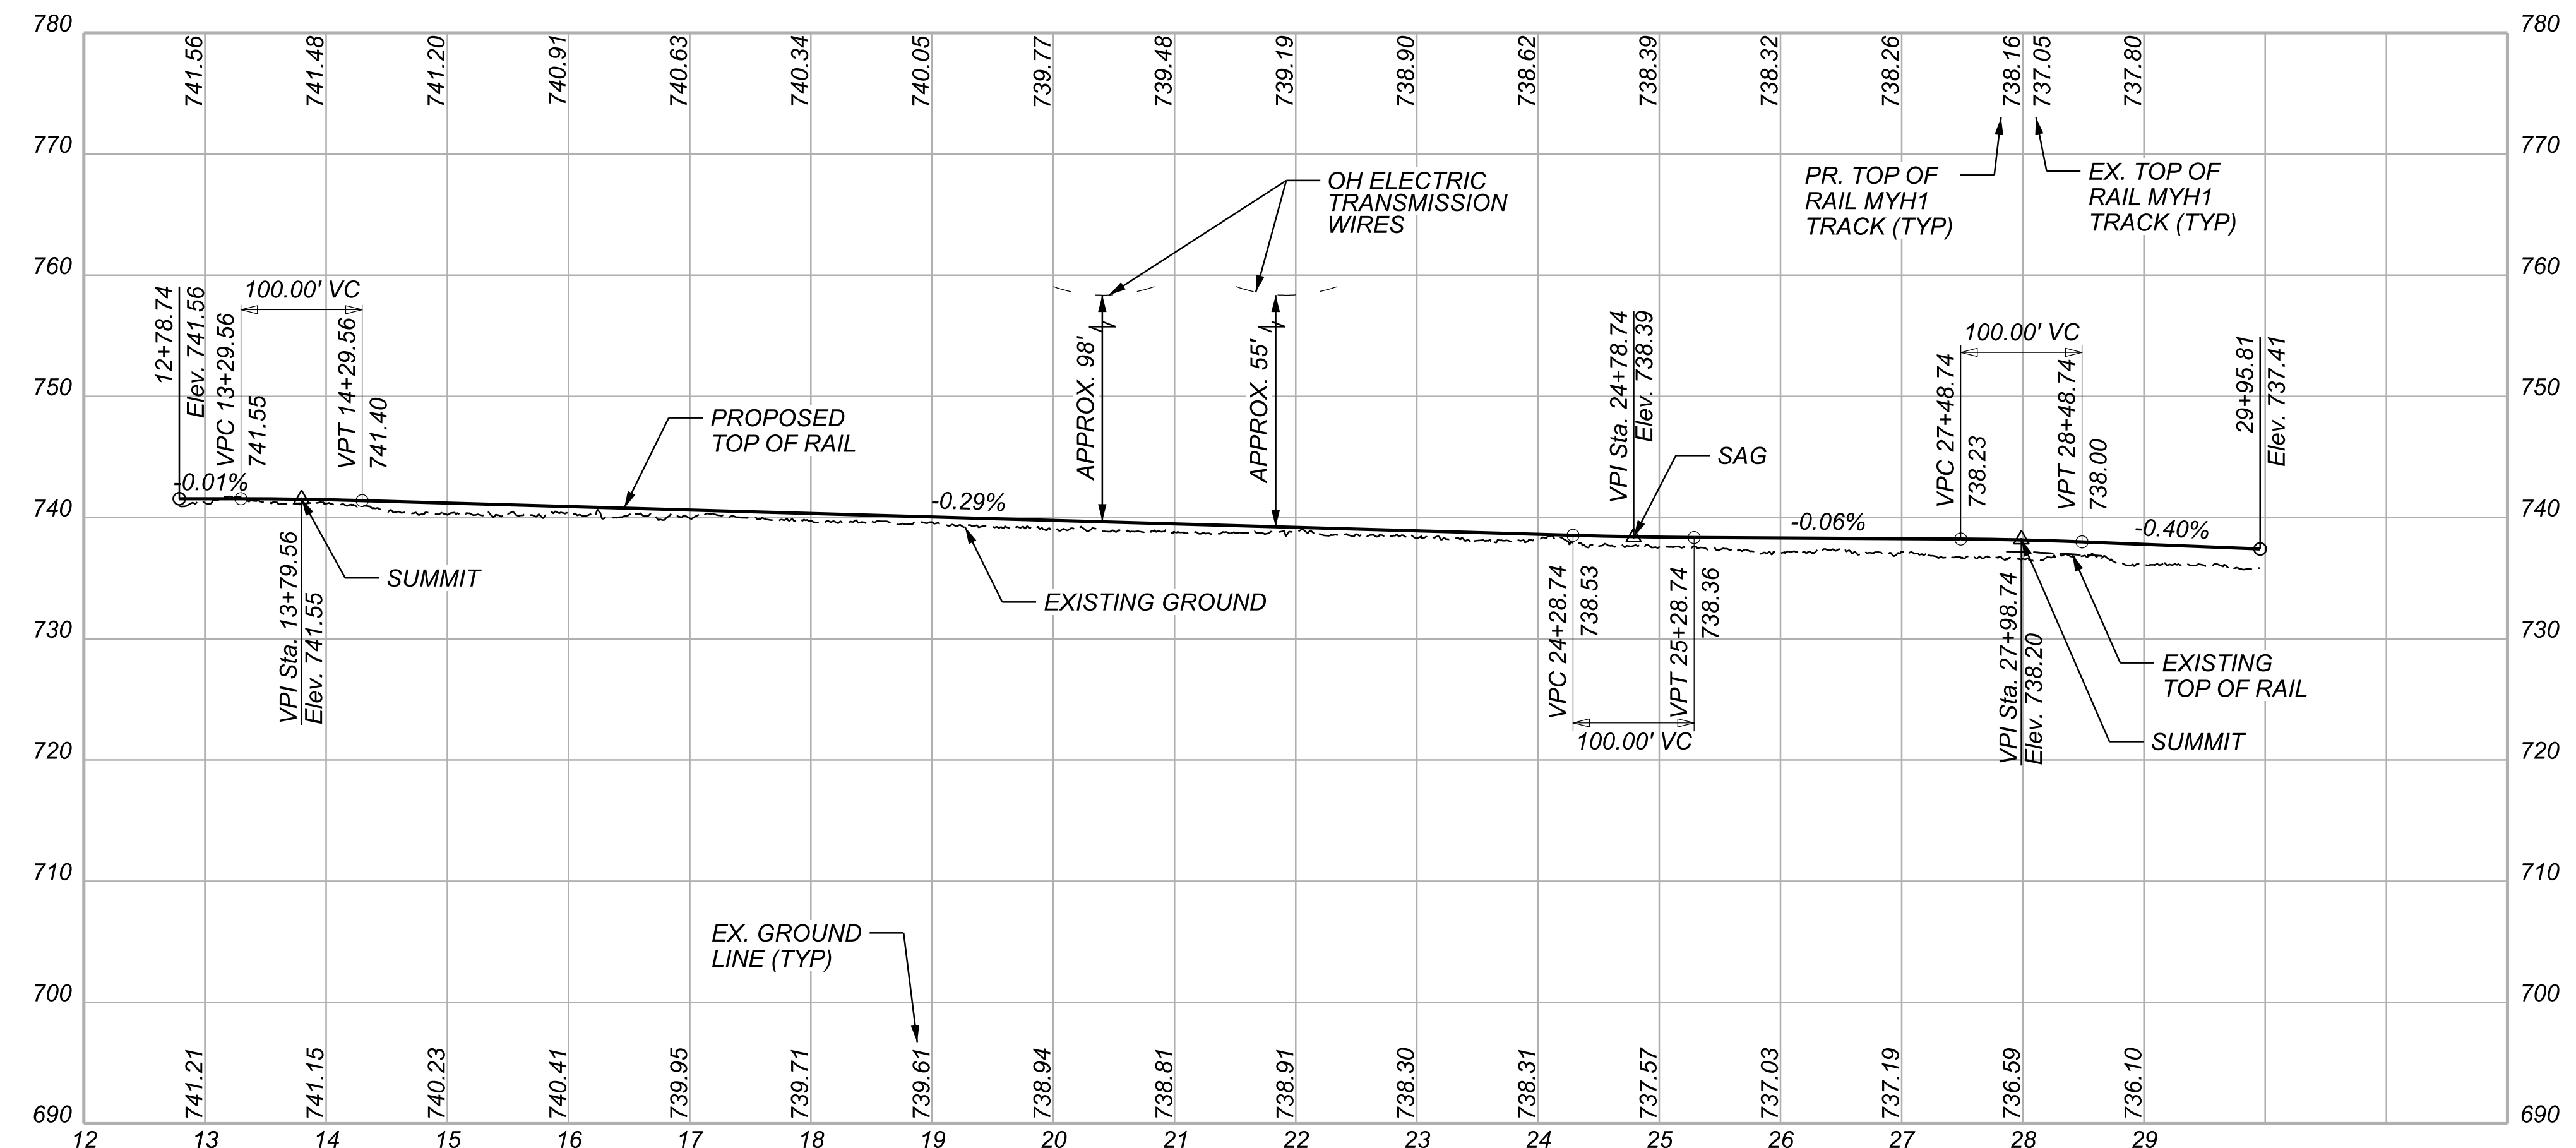 780
780
741.56
741.48
741.20
740.91
740.63
740.34
740.05
739.77
739.48
739.19
738.90
738.62
738.39
738.32
738.26
738.16
737.05
737.80
770
770
OH ELECTRIC
TRANSMISSION
WIRES
PR. TOP OF
RAIL MYH1
TRACK (TYP)
EX. TOP OF
RAIL MYH1
TRACK (TYP)
760
760
12+78.74
Elev. 741.56
VPC 13+29.56
741.55
100.00' VC
VPT 14+29.56
741.40
APPROX. 98'
APPROX. 55'
VPI Sta. 24+78.74
Elev. 738.39
100.00' VC
VPC 27+48.74
738.23
VPT 28+48.74
738.00
29+95.81
Elev. 737.41
750
750
PROPOSED
TOP OF RAIL
SAG
-0.01%
-0.29%
-0.06%
-0.40%
740
740
VPI Sta. 13+79.56
Elev. 741.55
SUMMIT
EXISTING GROUND
VPC 24+28.74
738.53
VPT 25+28.74
738.36
100.00' VC
VPI Sta. 27+98.74
Elev. 738.20
EXISTING
TOP OF RAIL
SUMMIT
730
730
720
720
710
710
EX. GROUND
LINE (TYP)
700
700
741.21
741.15
740.23
740.41
739.95
739.71
739.61
738.94
738.81
738.91
738.30
738.31
737.57
737.03
737.19
736.59
736.10
690
690
12
13
14
15
16
17
18
19
20
21
22
23
24
25
26
27
28
29